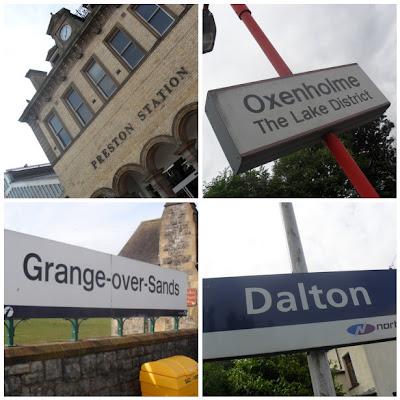 PRESTON STATION
Oxenholme
The Lake District
Grange-over-Sands
Dalton
north